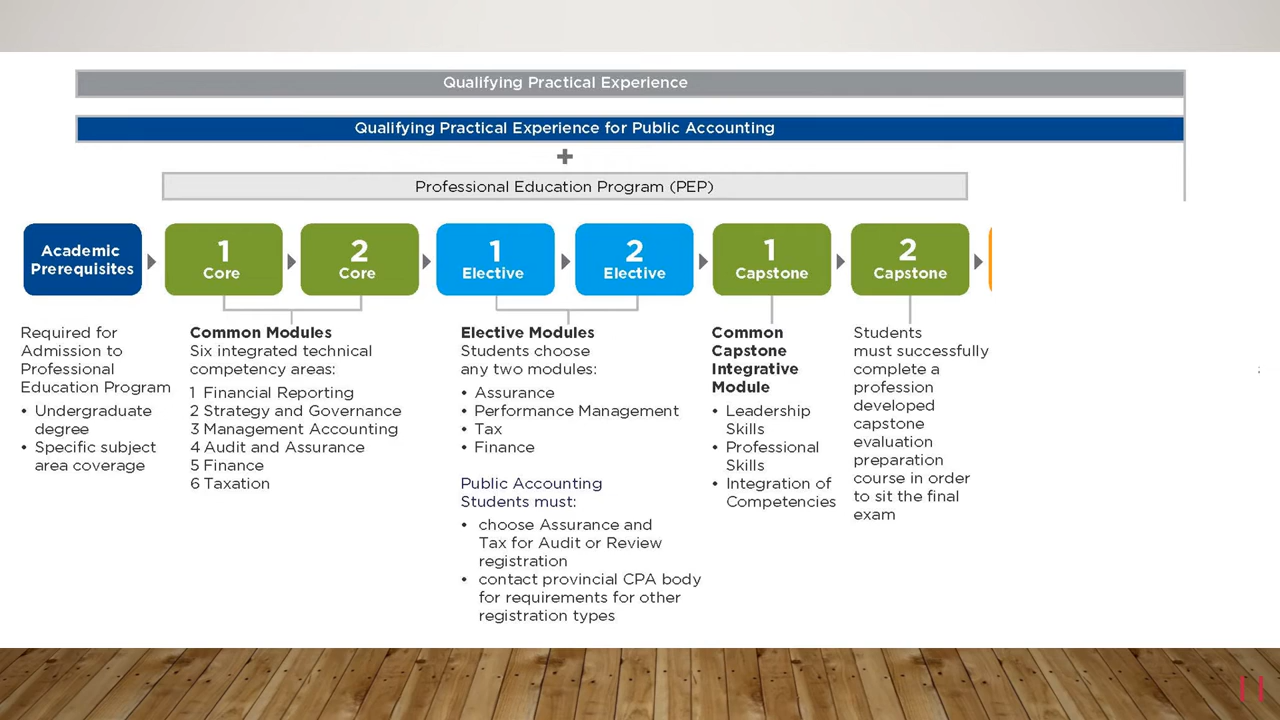 Qualifying Practical Experience
Qualifying Practical Experience for Public Accounting
+
Professional Education Program (PEP)
Academic
Prerequisites
1
Core
2
Core
1
Elective
2
Elective
1
Capstone
2
Capstone
Required for
Admission to
Professional
Education Program
• Undergraduate
degree
• Specific subject
area coverage
Common Modules
Six integrated technical
competency areas:
1 Financial Reporting
2 Strategy and Governance
3 Management Accounting
4 Audit and Assurance
5 Finance
6 Taxation
Elective Modules
Students choose
any two modules:
• Assurance
• Performance Management
• Tax
• Finance
Public Accounting
Students must:
• choose Assurance and
Tax for Audit or Review
registration
• contact provincial CPA body
for requirements for other
registration types
Common
Capstone
Integrative
Module
• Leadership
Skills
• Professional
Skills
• Integration of
Competencies
Students
must successfully
complete a
profession
developed
capstone
evaluation
preparation
course in order
to sit the final
exam
11